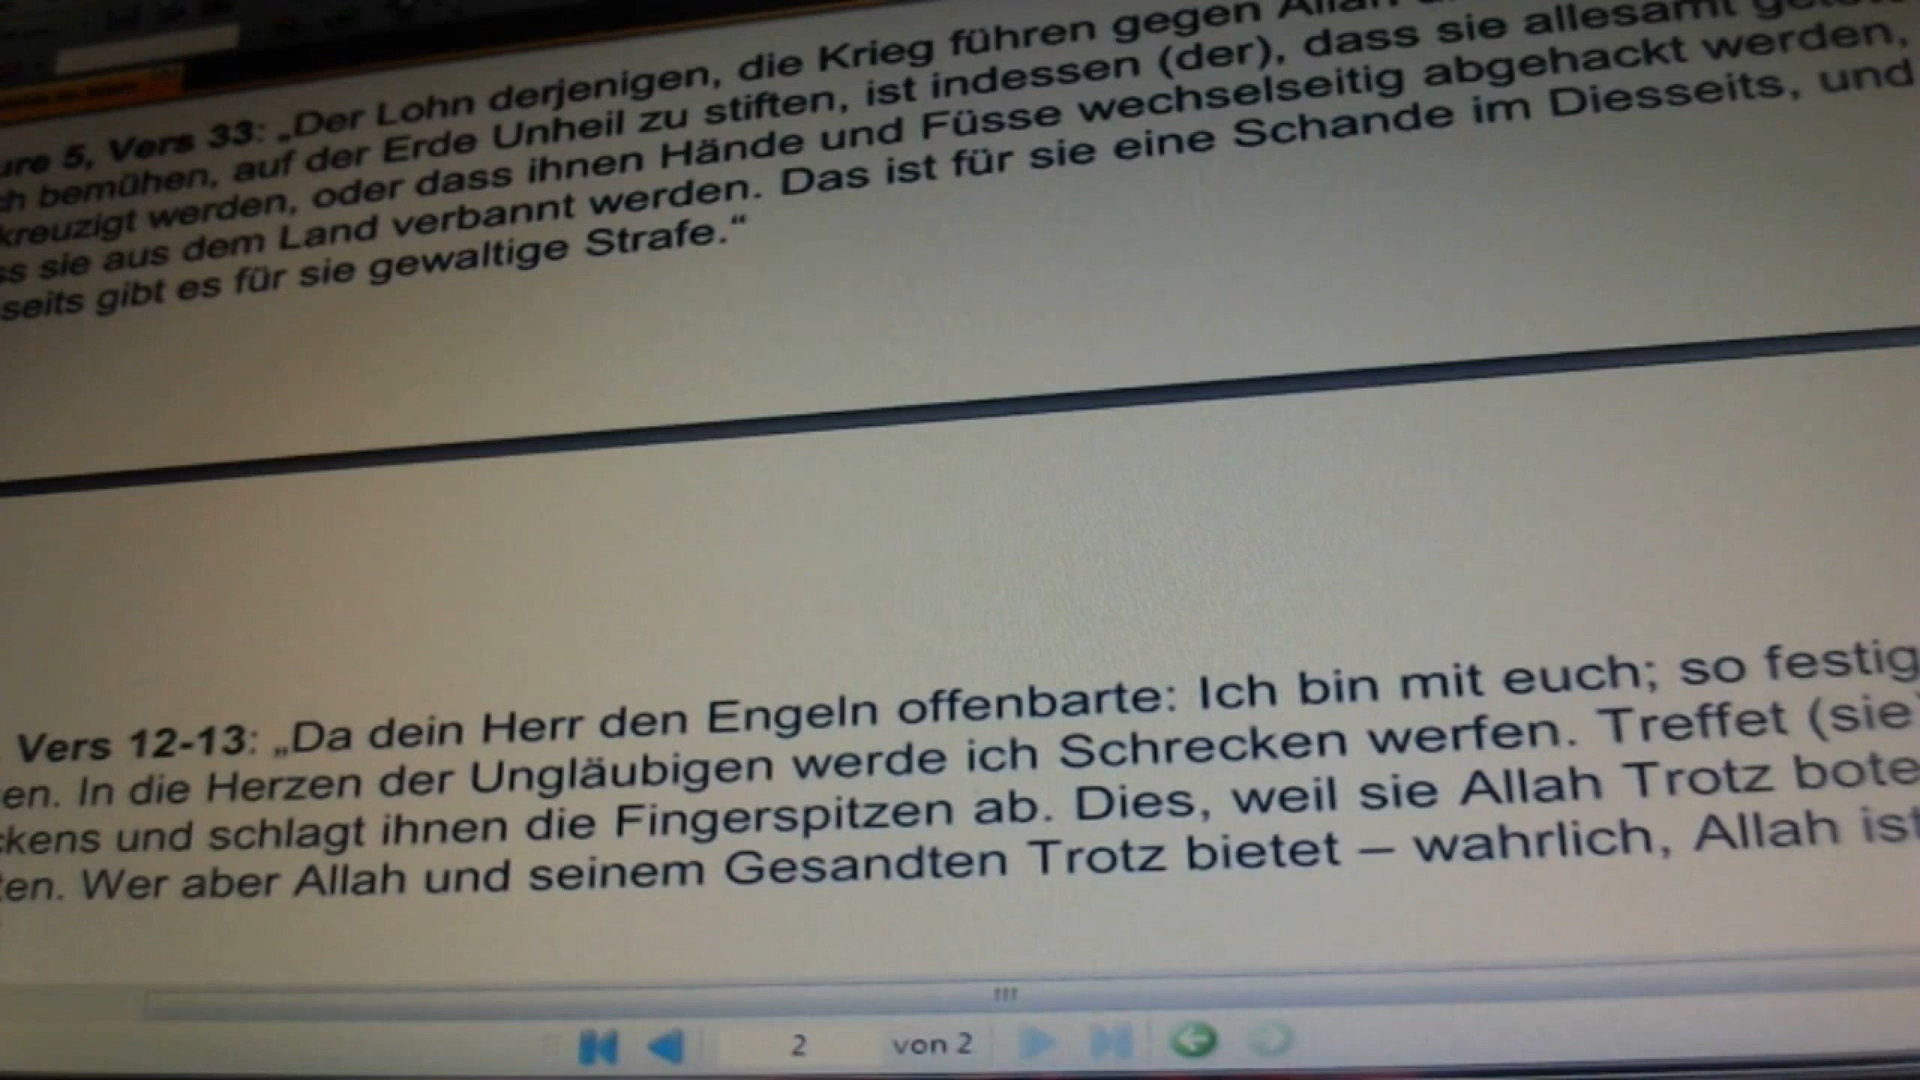 ure 5, Vers 33: „Der Lohn derjenigen, die Krieg führen gegen Allah
ch bemühen, auf der Erde Unheil zu stiften, ist indessen (der), dass sie allesamt
kreuzigt werden, oder dass ihnen Hände und Füsse wechselseitig abgehackt werden,
ss sie aus dem Land verbannt werden. Das ist für sie eine Schande im Diesseits, und
seits gibt es für sie gewaltige Strafe.“
Vers 12-13: „Da dein Herr den Engeln offenbarte: Ich bin mit euch; so festig
en. In die Herzen der Ungläubigen werde ich Schrecken werfen. Treffet (sie
ckens und schlagt ihnen die Fingerspitzen ab. Dies, weil sie Allah Trotz bote
en. Wer aber Allah und seinem Gesandten Trotz bietet – wahrlich, Allah ist
2 von 2